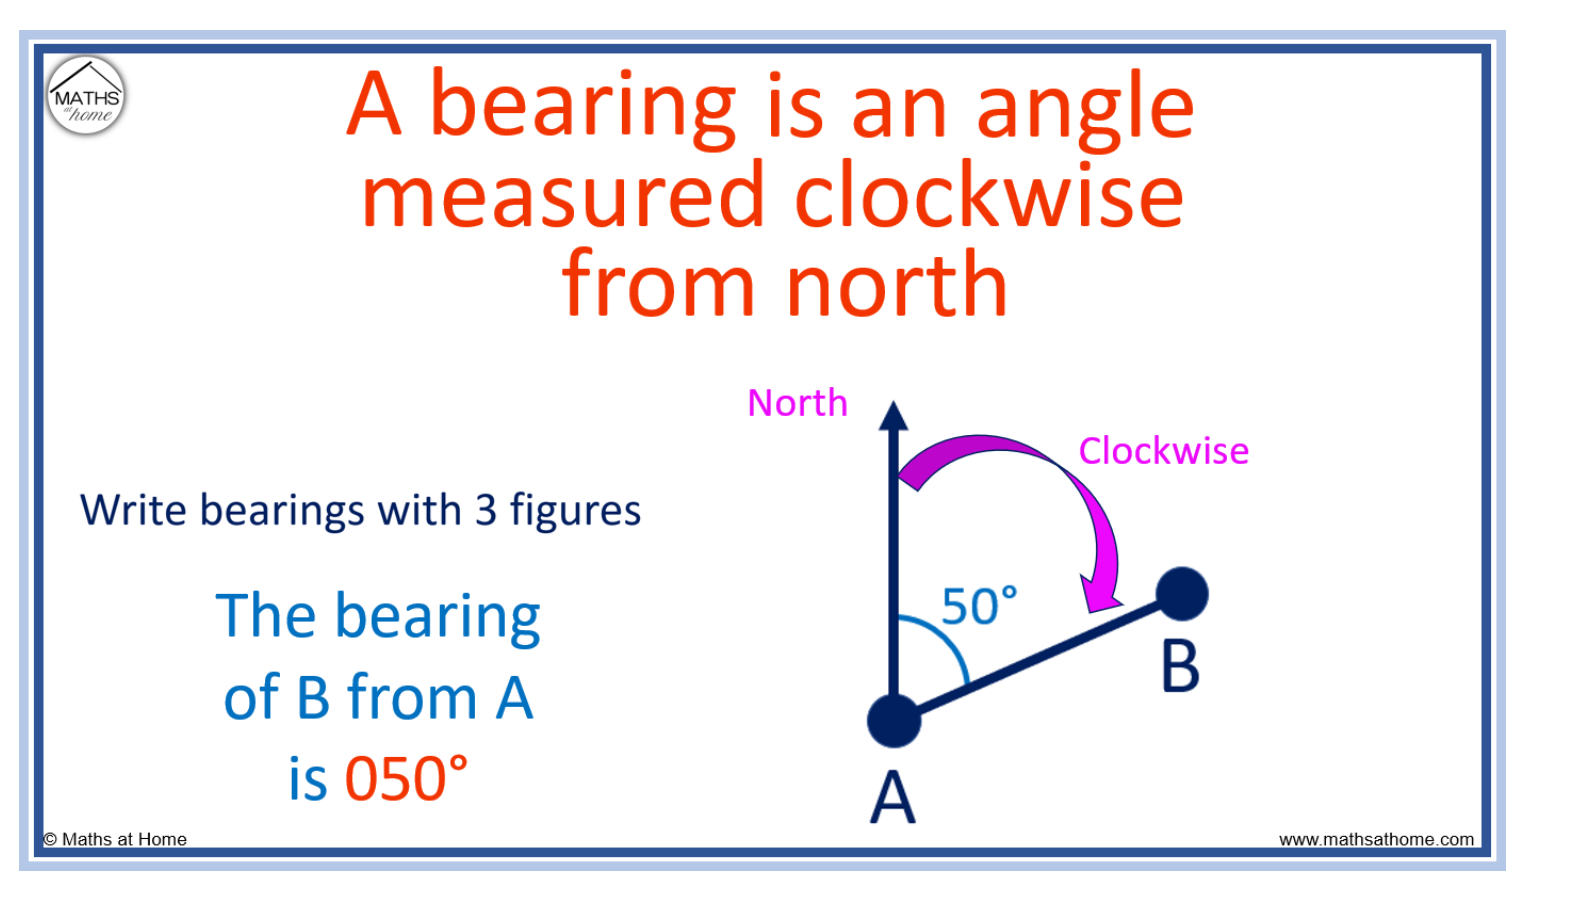 MATHS
at
home
A bearing is an angle
measured clockwise
from north
North
Clockwise
Write bearings with 3 figures
50°
The bearing
of B from A
is 050°
B
A
© Maths at Home
www.mathsathome.com